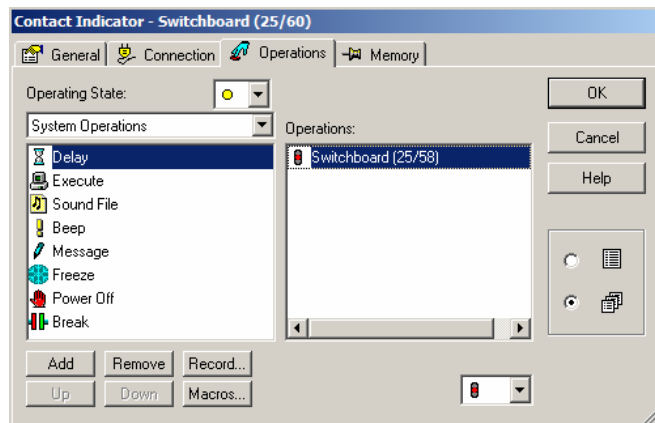 Contact Indicator - Switchboard (25/60)
General Connection Operations Memory
Operating State:
System Operations
Delay
Execute
Sound File
Beep
Message
Freeze
Power Off
Break
Operations:
Switchboard (25/58)
OK
Cancel
Help
Add Remove Record...
Up Down Macros...